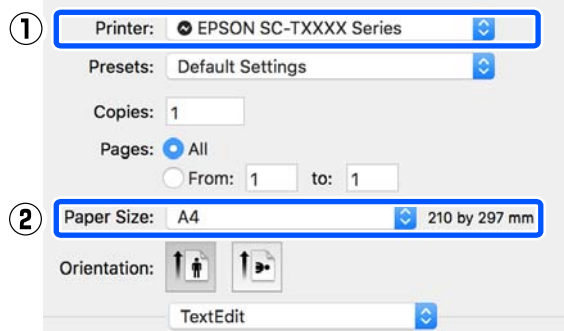 ① Printer: EPSON SC-TXXXX Series
Presets: Default Settings
Copies: 1
Pages: All
From: 1 to: 1
② Paper Size: A4 210 by 297 mm
Orientation:
TextEdit